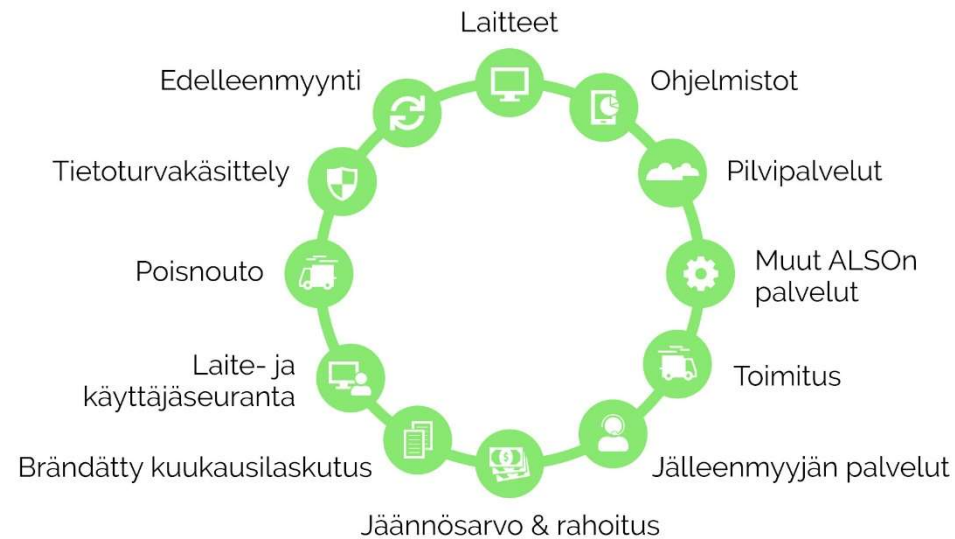 Laitteet
Ohjelmistot
Pilvipalvelut
Muut ALSOn
palvelut
Toimitus
Jälleenmyyjän palvelut
Jäännösarvo & rahoitus
Brändätty kuukausilaskutus
Laite- ja
käyttäjäseuranta
Poisnouto
Tietoturvakäsittely
Edelleenmyynti